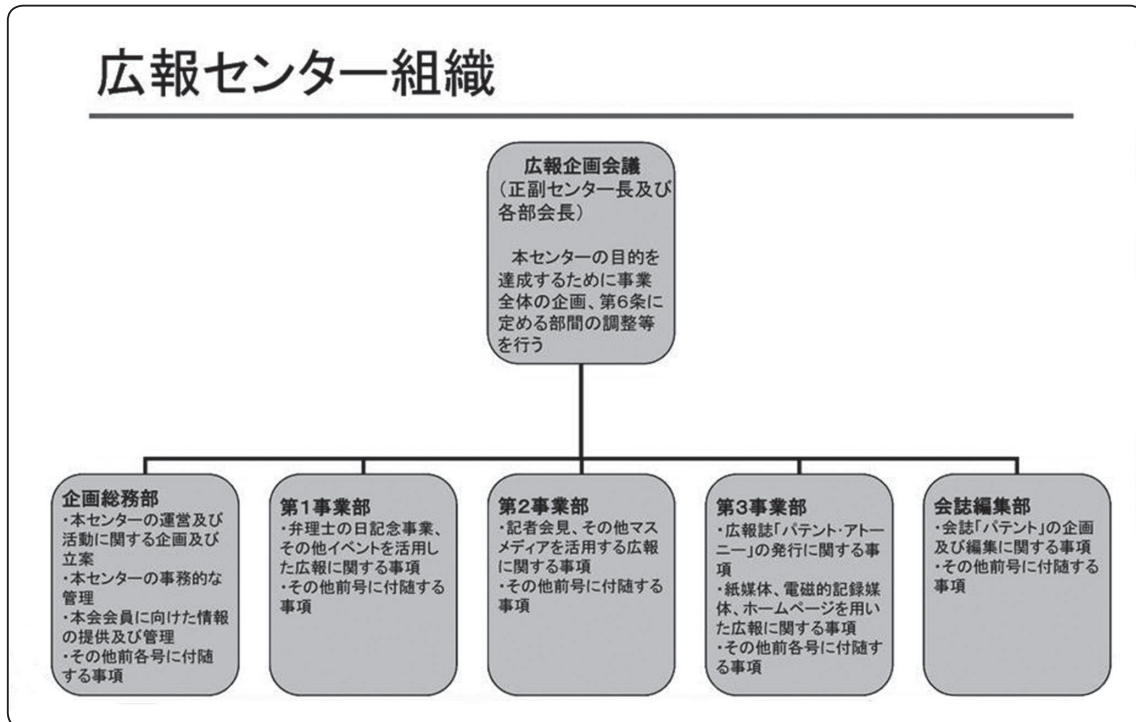 広報センター組織
広報企画会議
（正副センター長及び
各部会長）
本センターの目的を
達成するために事業
全体の企画、第6条に
定める部間の調整等
を行う
企画総務部
・本センターの運営及び
活動に関する企画及び
立案
・本センターの事務的な
管理
・本会会員に向けた情報
の提供及び管理
・その他前各号に付随
する事項
第1事業部
・弁理士の日記念事業、
その他イベントを活用し
た広報に関する事項
・その他前号に付随する
事項
第2事業部
・記者会見、その他マス
メディアを活用する広報
に関する事項
・その他前号に付随する
事項
第3事業部
・広報誌「パテント・アトー
ニー」の発行に関する事
項
・紙媒体、電磁的記録媒
体、ホームページを用い
た広報に関する事項
・その他前各号に付随す
る事項
会誌編集部
・会誌「パテント」の企画
及び編集に関する事項
・その他前号に付随する
事項